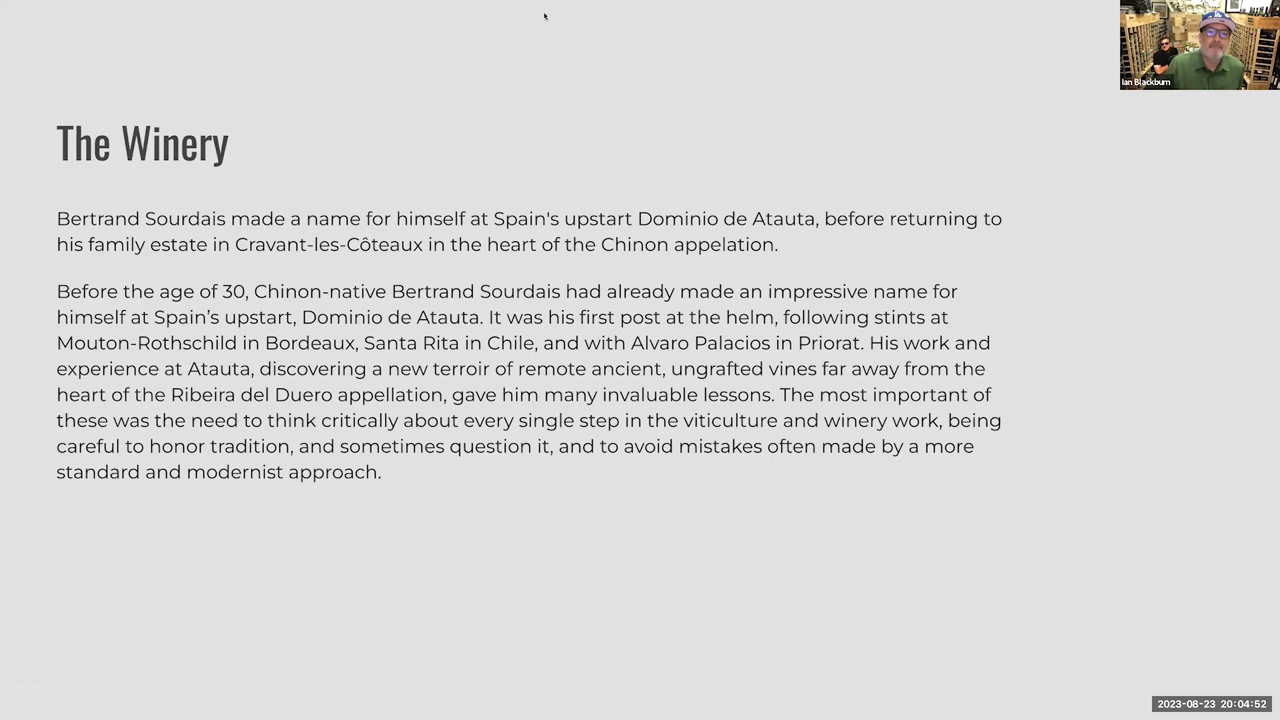 Ian Blackburn
The Winery
Bertrand Sourdais made a name for himself at Spain's upstart Dominio de Atauta, before returning to
his family estate in Cravant-les-Côteaux in the heart of the Chinon appelation.
Before the age of 30, Chinon-native Bertrand Sourdais had already made an impressive name for
himself at Spain’s upstart, Dominio de Atauta. It was his first post at the helm, following stints at
Mouton-Rothschild in Bordeaux, Santa Rita in Chile, and with Alvaro Palacios in Priorat. His work and
experience at Atauta, discovering a new terroir of remote ancient, ungrafted vines far away from the
heart of the Ribeira del Duero appellation, gave him many invaluable lessons. The most important of
these was the need to think critically about every single step in the viticulture and winery work, being
careful to honor tradition, and sometimes question it, and to avoid mistakes often made by a more
standard and modernist approach.
2023-08-23 20:04:52